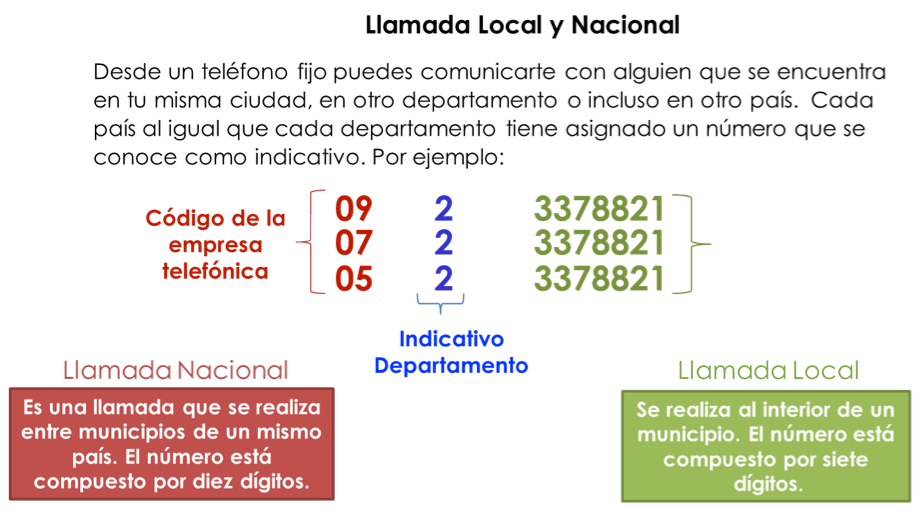 Llamada Local y Nacional
Desde un teléfono fijo puedes comunicarte con alguien que se encuentra
en tu misma ciudad, en otro departamento o incluso en otro país. Cada
país al igual que cada departamento tiene asignado un número que se
conoce como indicativo. Por ejemplo:
Código de la
empresa
telefónica
09 2 3378821
07 2 3378821
05 2 3378821
Indicativo
Departamento
Llamada Nacional
Es una llamada que se realiza
entre municipios de un mismo
país. El número está
compuesto por diez dígitos.
Llamada Local
Se realiza al interior de un
municipio. El número está
compuesto por siete
dígitos.